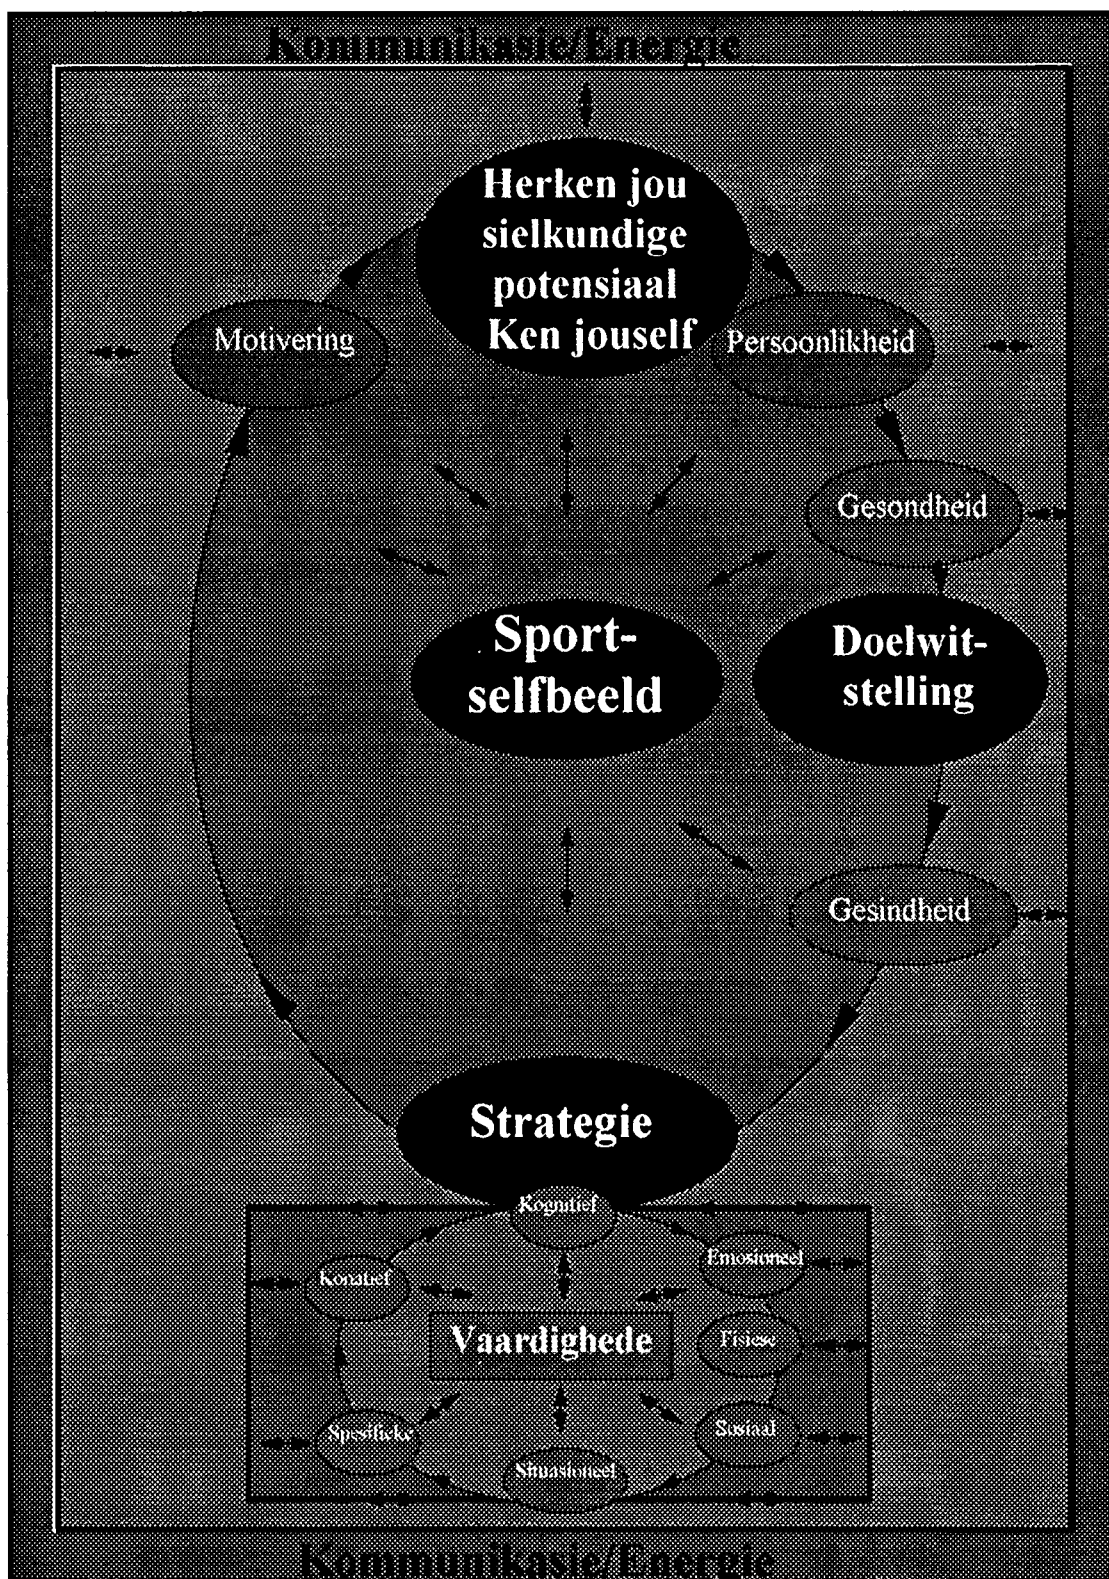 Kommunikasie/Energie
Herken jou
sielkundige
potensiaal
Ken jouself
Motivering
Persoonlikheid
Gesondheid
Sport-
selfbeeld
Doelwit-
stelling
Gesindheid
Strategie
Kognitief
Emosioneel
Konatief
Vaardighede
Fisiese
Spesifieke
Sosiaal
Situasioneel
Kommunikasie/Energie